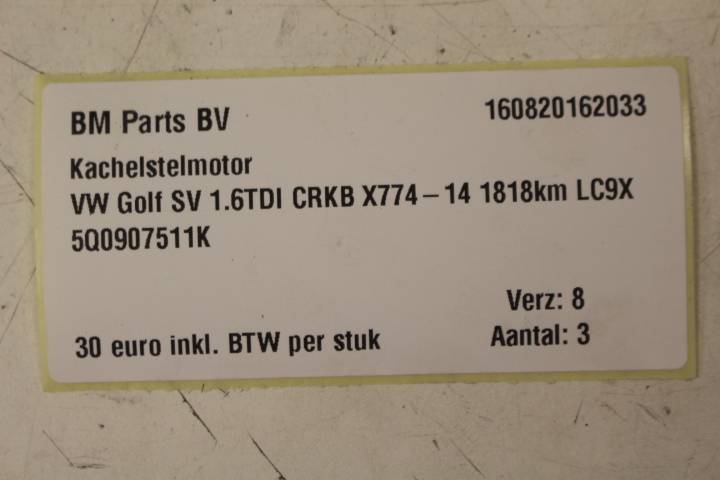 BM Parts BV 160820162033
Kachelstelmotor
VW Golf SV 1.6TDI CRKB X774-14 1818km LC9X
5Q0907511K
Verz: 8
30 euro inkl. BTW per stuk Aantal: 3